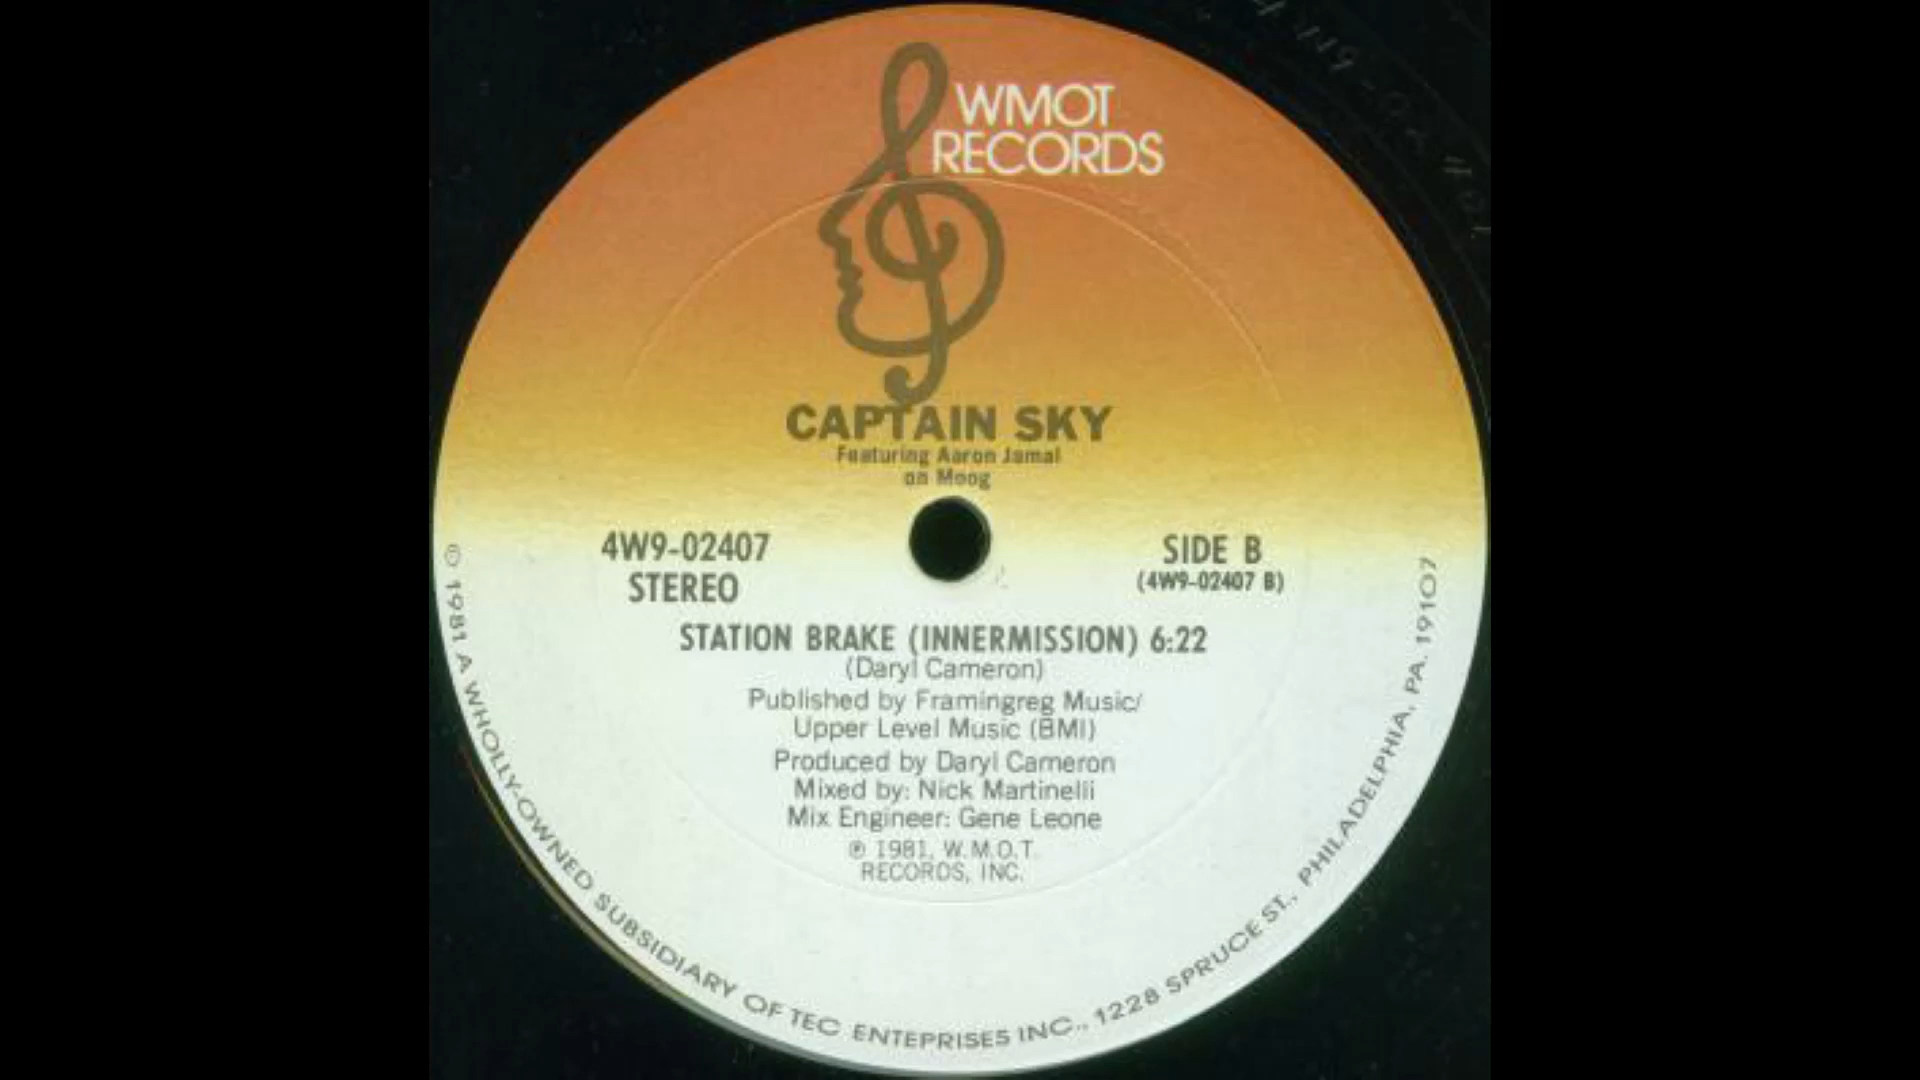 WMOT
RECORDS
CAPTAIN SKY
Featuring Aaron Jamal
on Moog
4W9-02407
STEREO
SIDE B
(4W9-02407 B)
STATION BRAKE (INNERMISSION) 6:22
(Daryl Cameron)
Published by Framingreg Music/
Upper Level Music (BMI)
Produced by Daryl Cameron
Mixed by: Nick Martinelli
Mix Engineer: Gene Leone
℗ 1981, W.M.O.T.
RECORDS, INC.
© 1981 A WHOLLY-OWNED SUBSIDIARY OF TEC ENTEPRISES INC., 1228 SPRUCE ST., PHILADELPHIA, PA. 19107